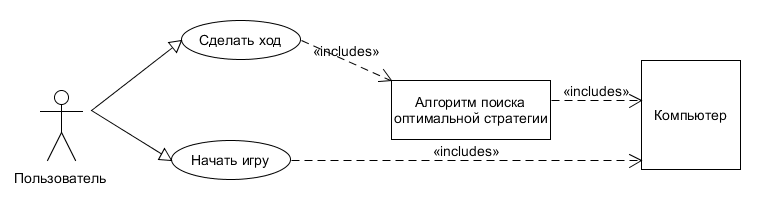 Сделать ход
«includes»
Алгоритм поиска
оптимальной стратегии
«includes»
Компьютер
Пользователь
Начать игру
«includes»